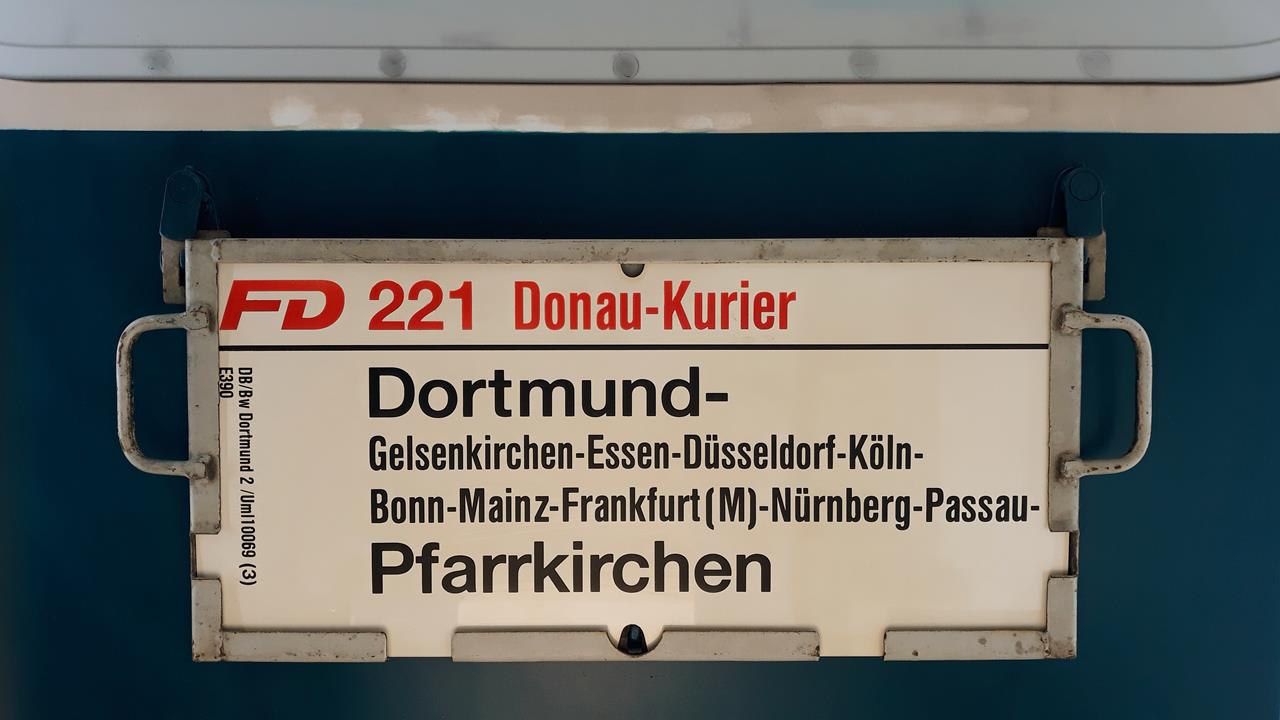 FD 221 Donau-Kurier
Dortmund-
Gelsenkirchen-Essen-Düsseldorf-Köln-
Bonn-Mainz-Frankfurt(M)-Nürnberg-Passau-
Pfarrkirchen
DB/Bw Dortmund 2 /Uml10069 (3)
E390